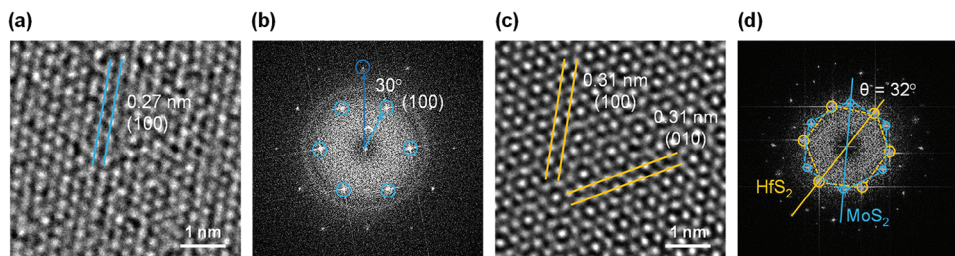 (a)
(b)
(c)
(d)
0.27 nm
(100)
1 nm
30°
(100)
0.31 nm
(100)
0.31 nm
(010)
1 nm
θ = 32°
HfS₂
MoS₂